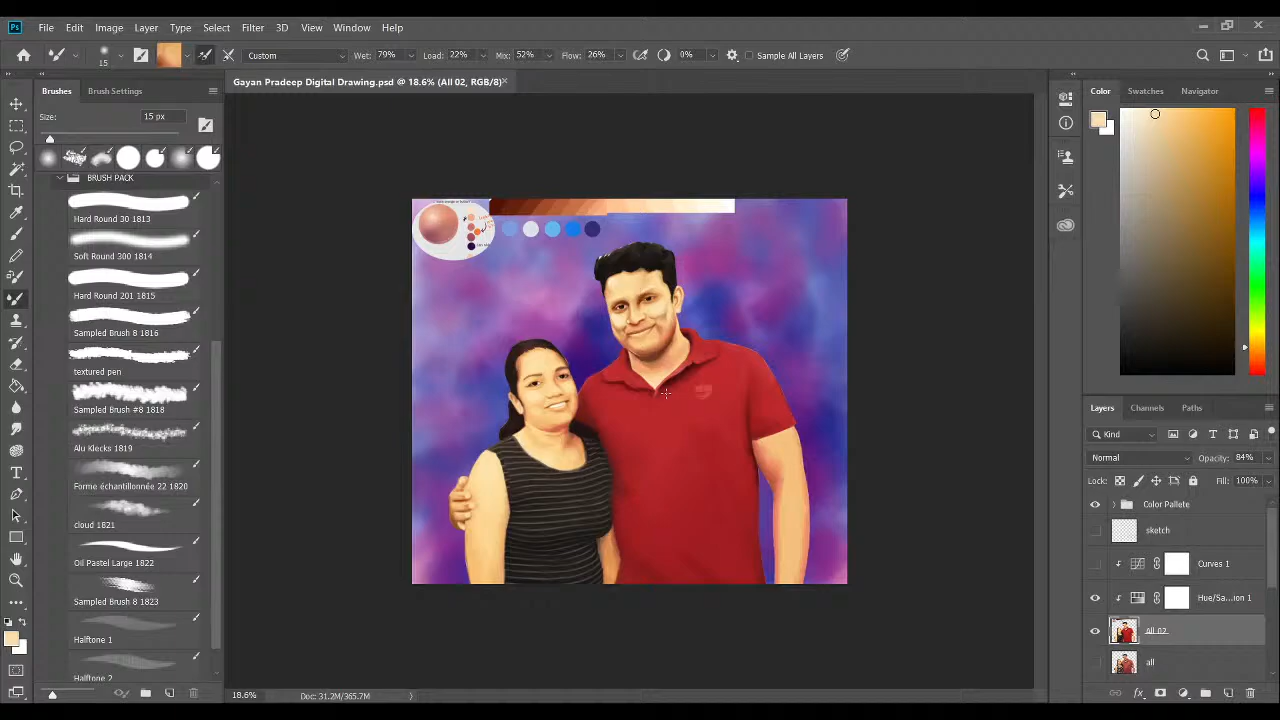 Ps File Edit Image Layer Type Select Filter 3D View Window Help
15 Custom Wet: 79% Load: 22% Mix: 52% Flow: 26% 0% Sample All Layers
Gayan Pradeep Digital Drawing.psd @ 18.6% (All 02, RGB/8)
Brushes Brush Settings
Size: 15 px
BRUSH PACK
Hard Round 30 1813
Soft Round 300 1814
Hard Round 201 1815
Sampled Brush 8 1816
textured pen
Sampled Brush #8 1818
Alu Klecks 1819
Forme échantillonnée 22 1820
cloud 1821
Oil Pastel Large 1822
Sampled Brush 8 1823
Halftone 1
Halftone 2
18.6% Doc: 31.2M/365.7M
Color Swatches Navigator
Layers Channels Paths
Kind
Normal Opacity: 84%
Lock: Fill: 100%
Color Pallete
sketch
Curves 1
Hue/Sa...ion 1
All 02
all
fx